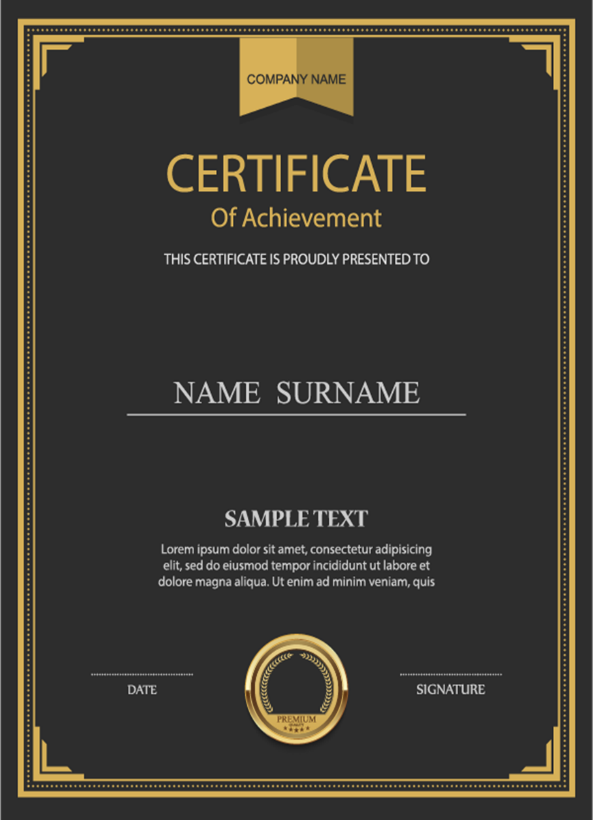 COMPANY NAME
CERTIFICATE
Of Achievement
THIS CERTIFICATE IS PROUDLY PRESENTED TO
NAME SURNAME
SAMPLE TEXT
Lorem ipsum dolor sit amet, consectetur adipisicing
elit, sed do eiusmod tempor incididunt ut labore et
dolore magna aliqua. Ut enim ad minim veniam, quis
DATE
PREMIUM
SIGNATURE